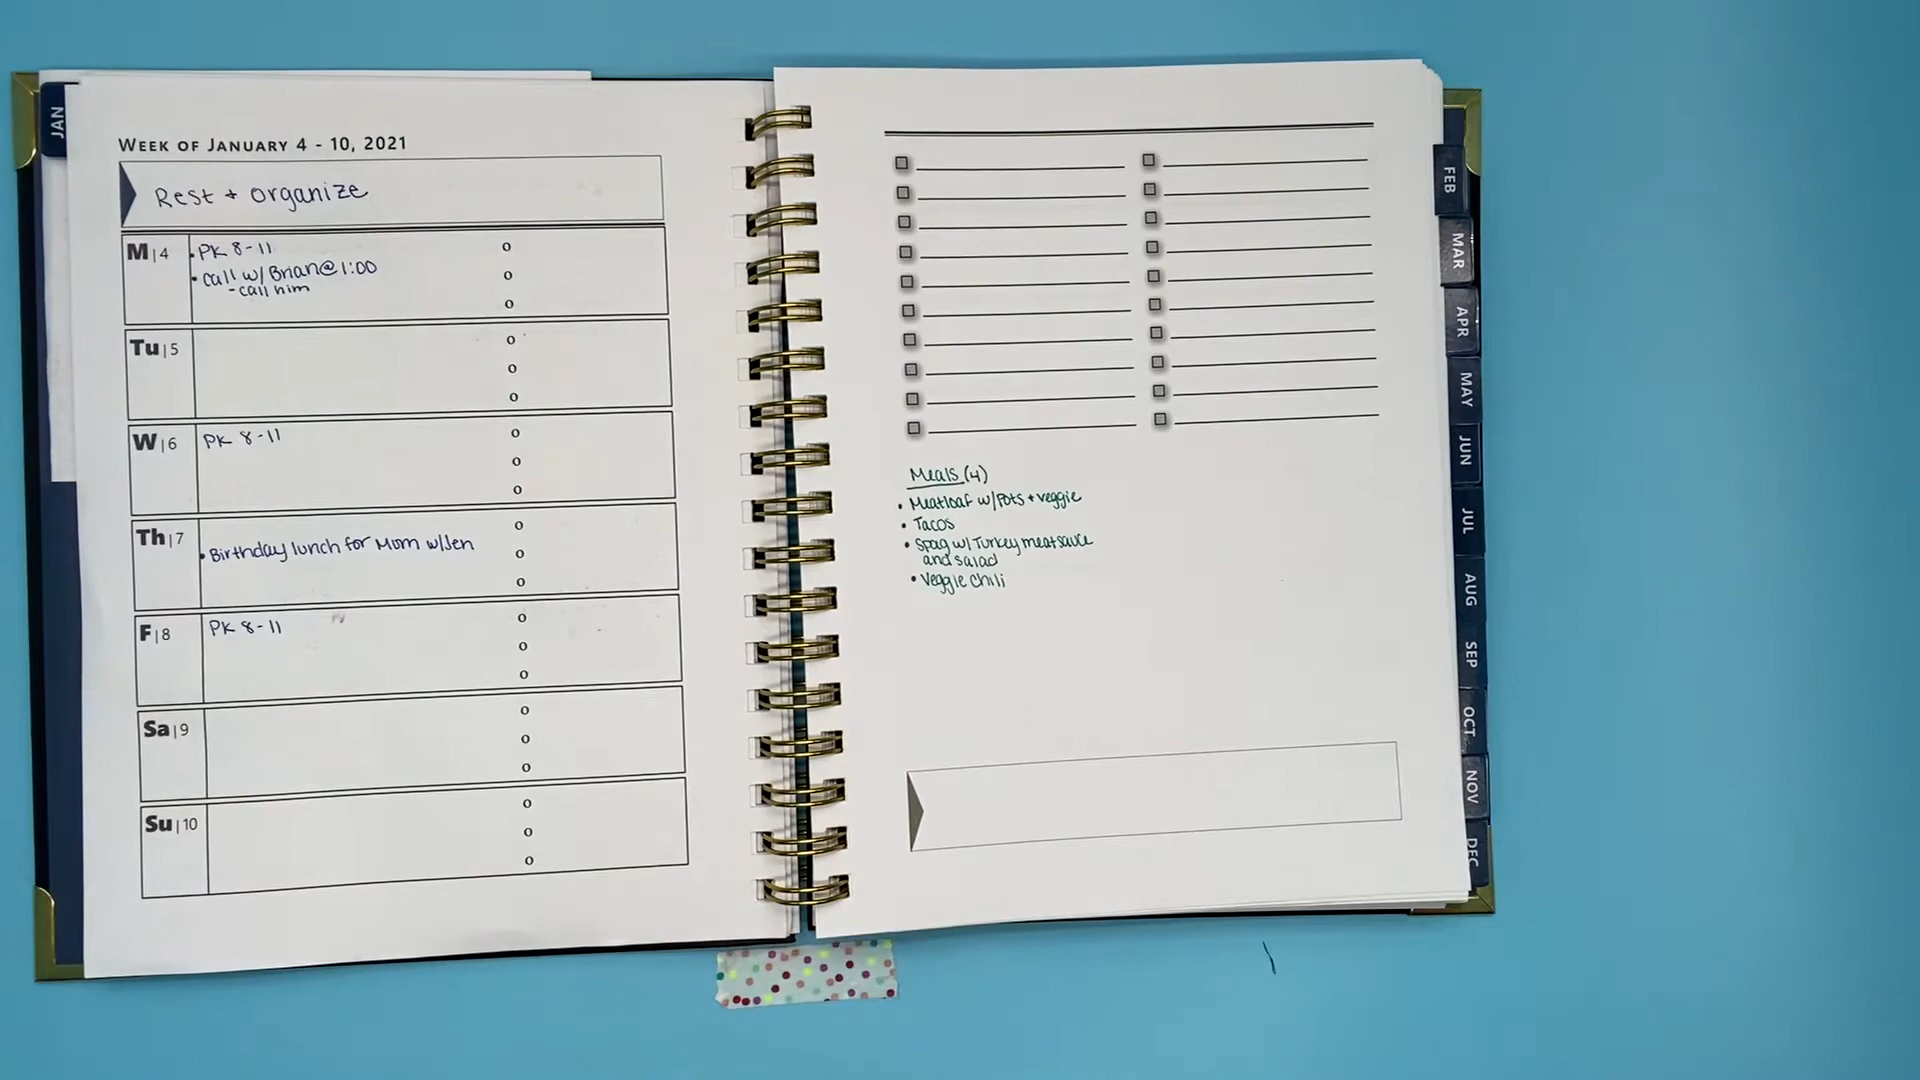 JAN
WEEK OF JANUARY 4 - 10, 2021
Rest + organize
M|4
• PK 8-11
• Call w/ Brian @ 1:00
- call him
Tu|5
W|6
PK 8-11
Th|7
• Birthday lunch for Mom w/Jen
F|8
PK 8-11
Sa|9
Su|10
Meals (4)
• Meatloaf w/pots + veggie
• Tacos
• Spag w/ Turkey meatsauce
and salad
• Veggie Chili
FEB
MAR
APR
MAY
JUN
JUL
AUG
SEP
OCT
NOV
DEC